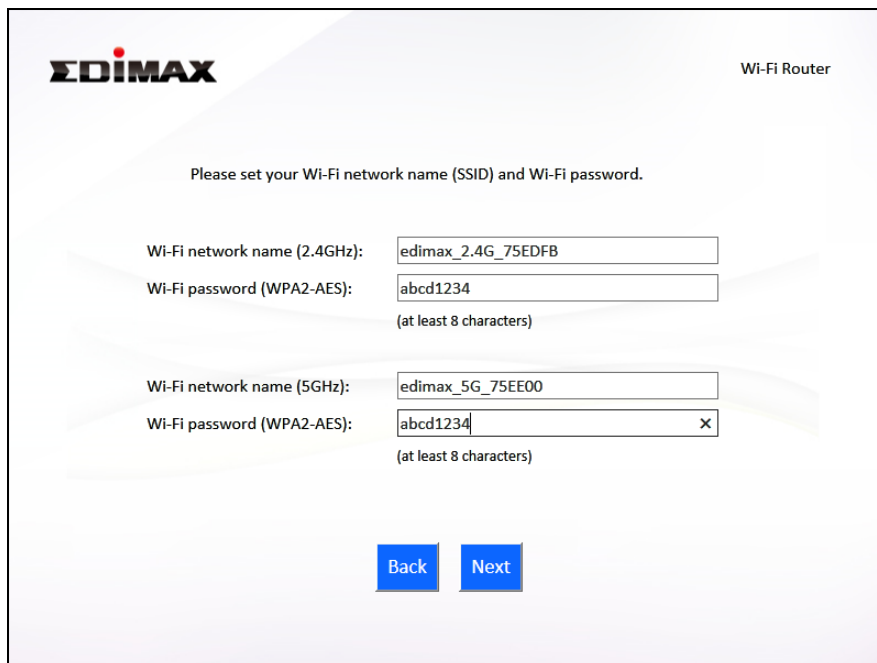 EDIMAX
Wi-Fi Router
Please set your Wi-Fi network name (SSID) and Wi-Fi password.
Wi-Fi network name (2.4GHz): edimax_2.4G_75EDFB
Wi-Fi password (WPA2-AES): abcd1234
(at least 8 characters)
Wi-Fi network name (5GHz): edimax_5G_75EE00
Wi-Fi password (WPA2-AES): abcd1234
(at least 8 characters)
Back Next